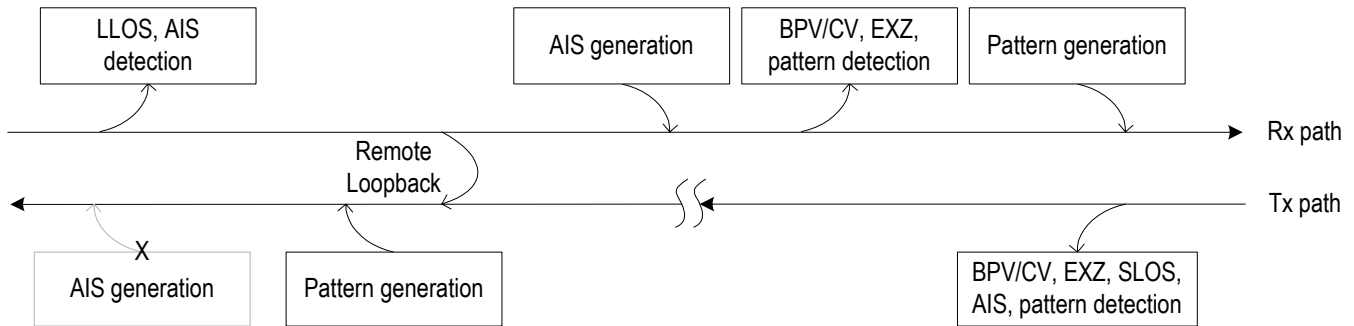 LLOS, AIS
detection
AIS generation
BPV/CV, EXZ,
pattern detection
Pattern generation
Rx path
Remote
Loopback
Tx path
X
AIS generation
Pattern generation
BPV/CV, EXZ, SLOS,
AIS, pattern detection